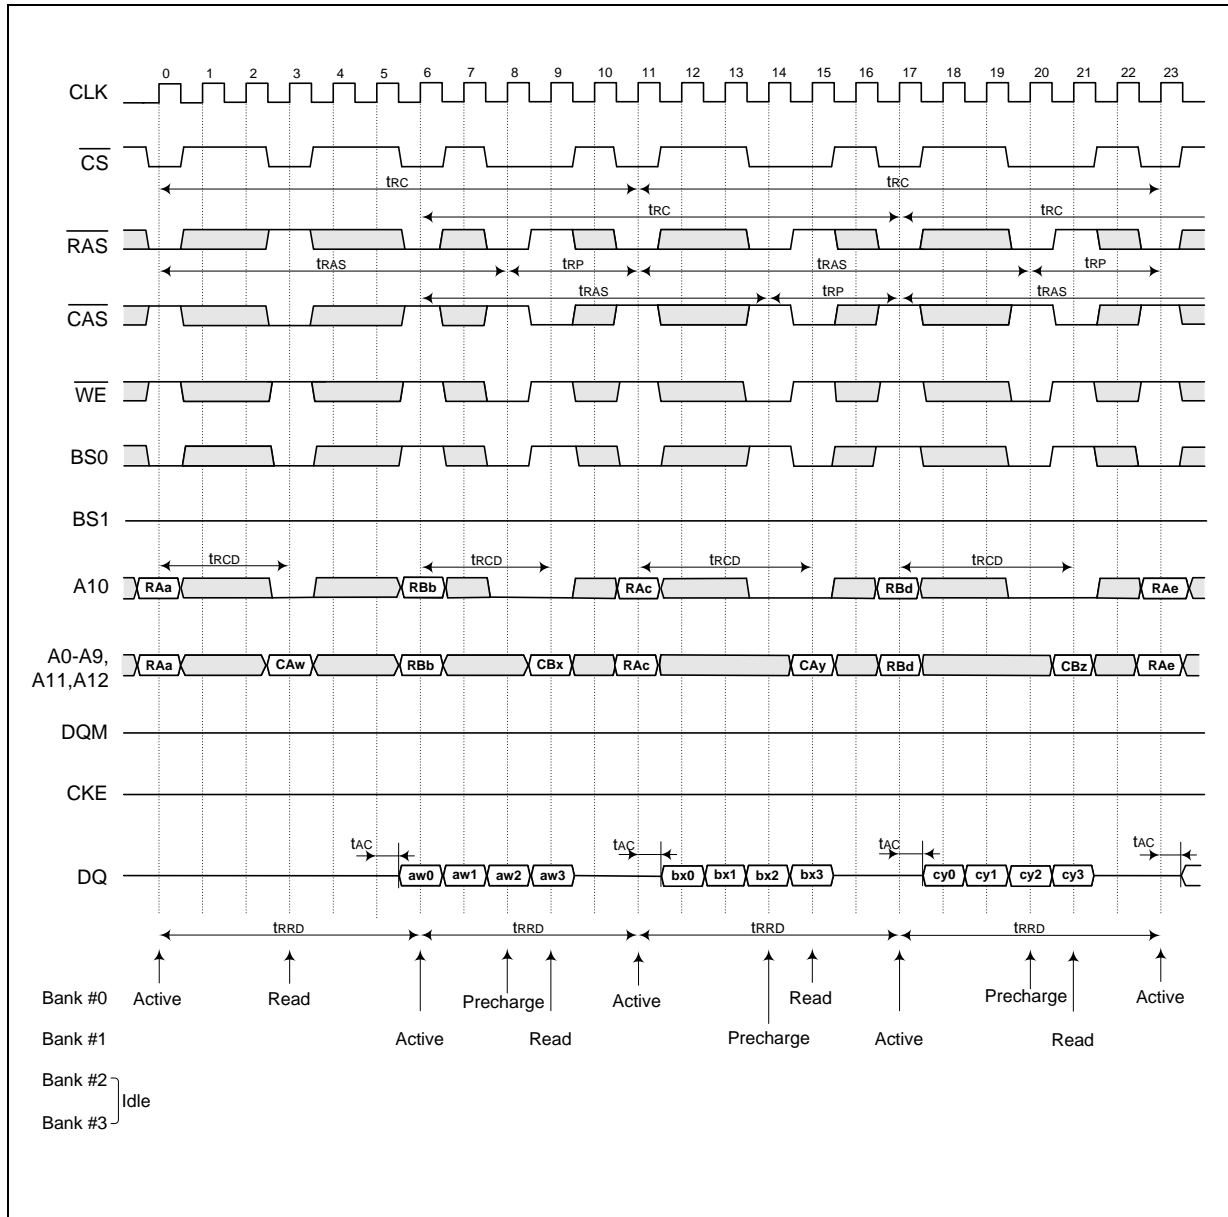 0 1 2 3 4 5 6 7 8 9 10 11 12 13 14 15 16 17 18 19 20 21 22 23
CLK
CS
tRC tRC
tRC tRC
RAS
tRAS tRP tRAS tRP
tRAS tRP tRAS
CAS
WE
BS0
BS1
tRCD tRCD tRCD tRCD
A10 RAa RBb RAc RBd RAe
A0-A9,
A11,A12
RAa CAw RBb CBx RAc CAy RBd CBz RAe
DQM
CKE
tAC tAC tAC tAC
DQ aw0 aw1 aw2 aw3 bx0 bx1 bx2 bx3 cy0 cy1 cy2 cy3
tRRD tRRD tRRD tRRD
Bank #0 Active Read Precharge Active Read Precharge Active
Bank #1 Active Read Precharge Active Read
Bank #2
Idle
Bank #3